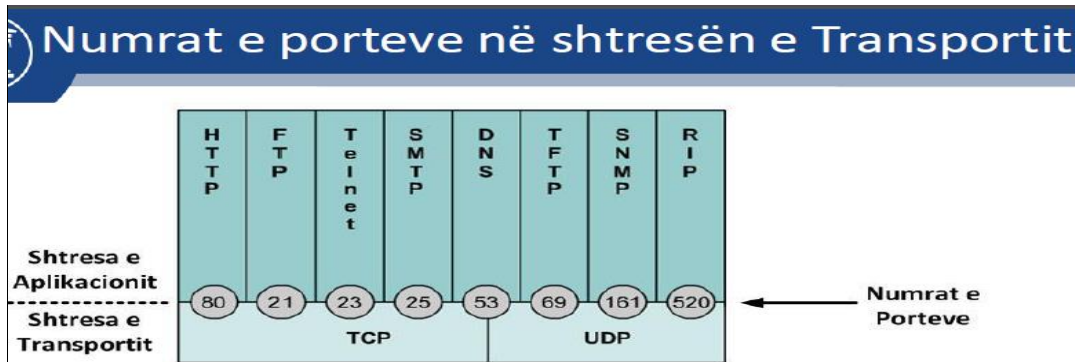 Numrat e porteve në shtresën e Transportit
HTTP
FTP
Telnet
SMTP
DNS
TFTP
SNMP
RIP
Shtresa e
Aplikacionit
80 21 23 25 53 69 161 520
Numrat e
Porteve
Shtresa e
Transportit
TCP UDP